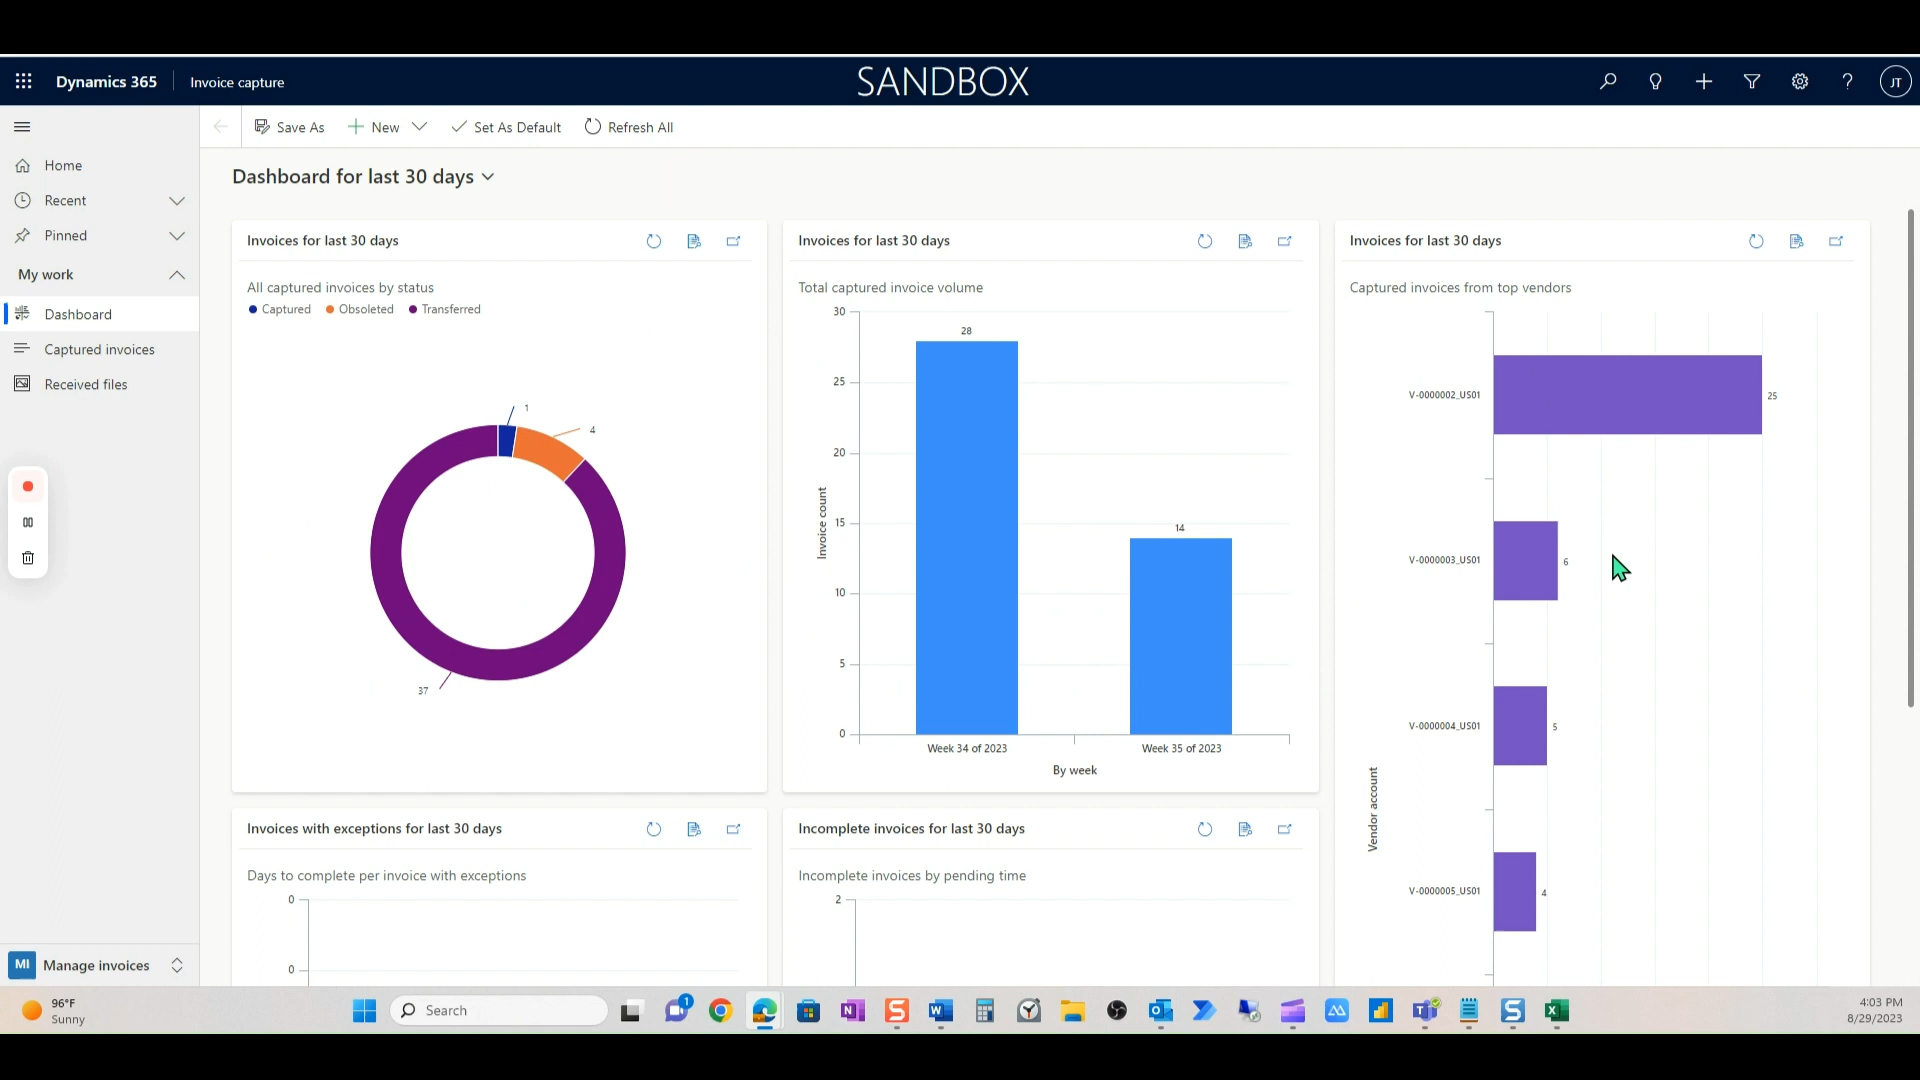 Dynamics 365
Invoice capture
SANDBOX
JT
Save As
New
Set As Default
Refresh All
Home
Recent
Pinned
My work
Dashboard
Captured invoices
Received files
Dashboard for last 30 days
Invoices for last 30 days
All captured invoices by status
Captured
Obsoleted
Transferred
1
4
37
Invoices for last 30 days
Total captured invoice volume
30
25
20
15
10
5
0
Invoice count
28
14
Week 34 of 2023
Week 35 of 2023
By week
Invoices for last 30 days
Captured invoices from top vendors
Vendor account
V-0000002_US01
25
V-0000003_US01
6
V-0000004_US01
5
V-0000005_US01
4
Invoices with exceptions for last 30 days
Days to complete per invoice with exceptions
0
0
Incomplete invoices for last 30 days
Incomplete invoices by pending time
2
MI
Manage invoices
96°F
Sunny
Search
1
4:03 PM
8/29/2023